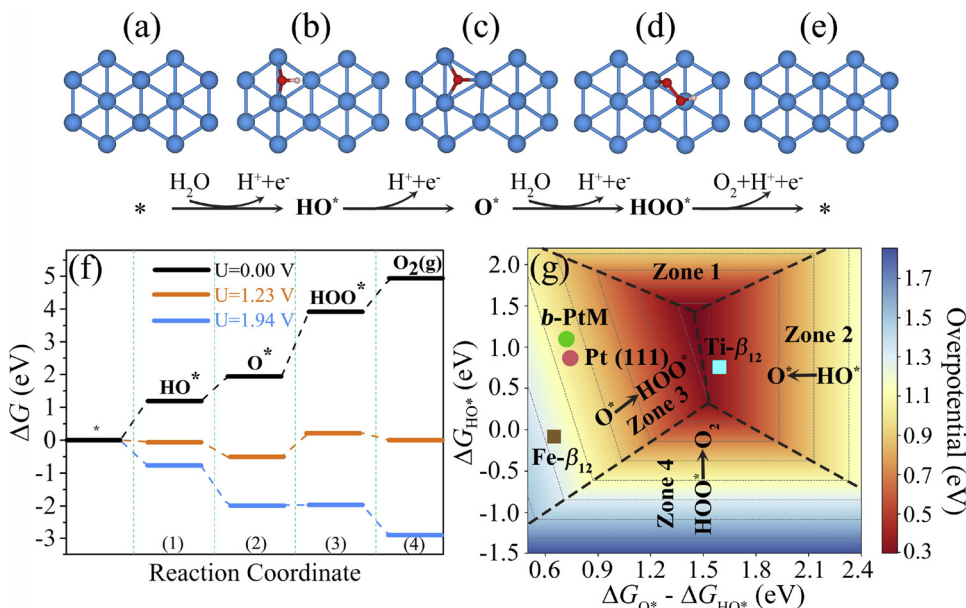 (a) (b) (c) (d) (e)
H₂O H⁺+e⁻ H⁺+e⁻ H₂O H⁺+e⁻ O₂+H⁺+e⁻
* HO* O* HOO* *
(f)
U=0.00 V
U=1.23 V
U=1.94 V
O₂(g)
HOO*
O*
HO*
*
5
4
3
2
1
0
-1
-2
-3
ΔG (eV)
(1) (2) (3) (4)
Reaction Coordinate
(g)
Zone 1
b-PtM
Pt (111)
Ti-β₁₂
Zone 2
O* HO*
O* HOO*
Zone 3
Fe-β₁₂
O₂
HOO*
Zone 4
2.0
1.5
1.0
0.5
0.0
-0.5
-1.0
-1.5
ΔG_HO* (eV)
0.6 0.9 1.2 1.5 1.8 2.1 2.4
ΔG_O* - ΔG_HO* (eV)
1.7
1.5
1.3
1.1
0.9
0.7
0.5
0.3
Overpotential (eV)